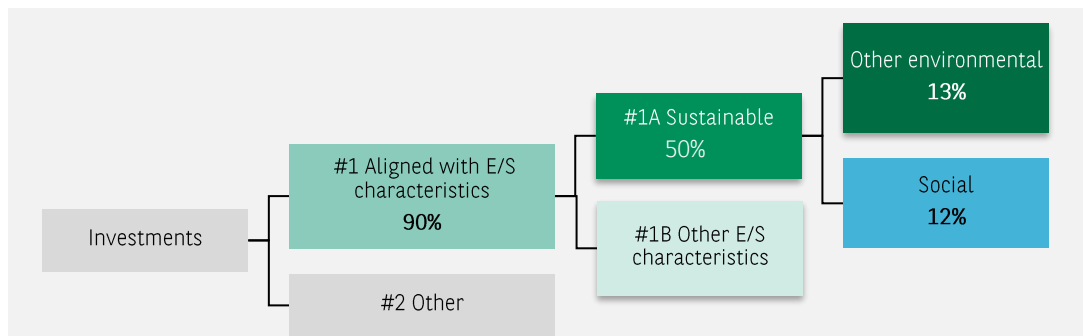 Other environmental
13%
#1A Sustainable
50%
#1 Aligned with E/S
characteristics
90%
Social
12%
Investments
#1B Other E/S
characteristics
#2 Other